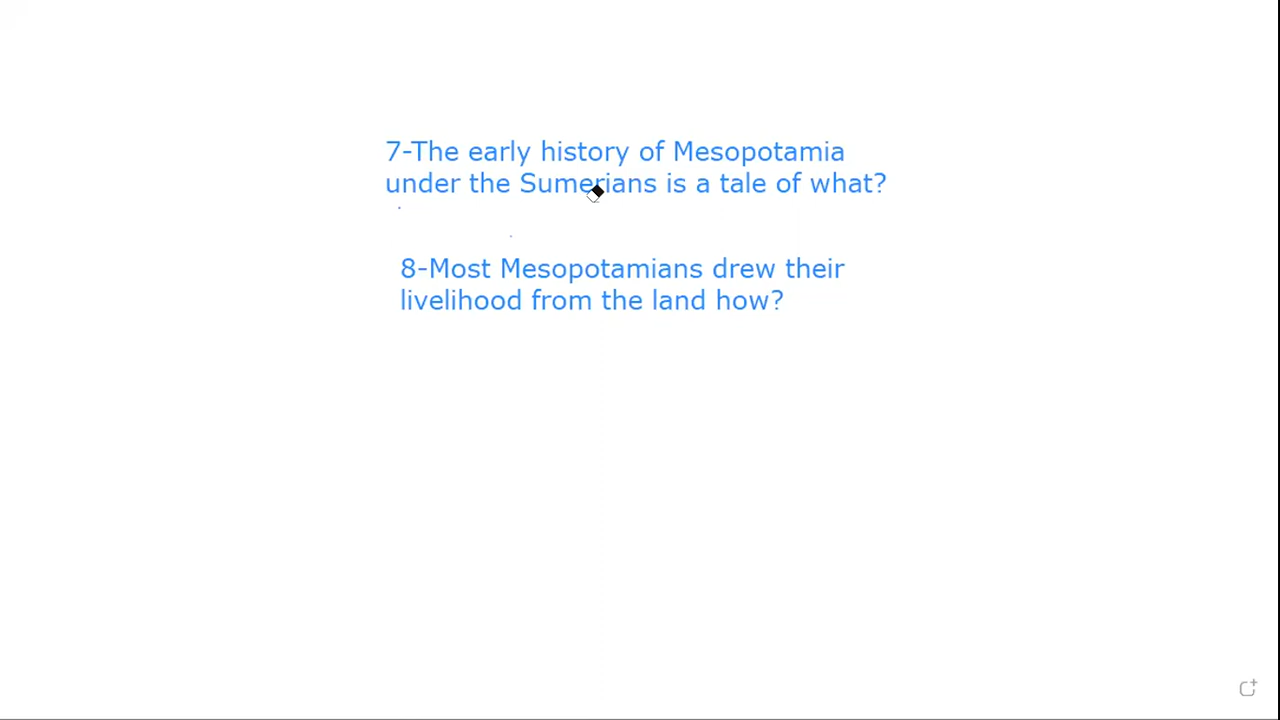 7-The early history of Mesopotamia
under the Sumerians is a tale of what?
8-Most Mesopotamians drew their
livelihood from the land how?